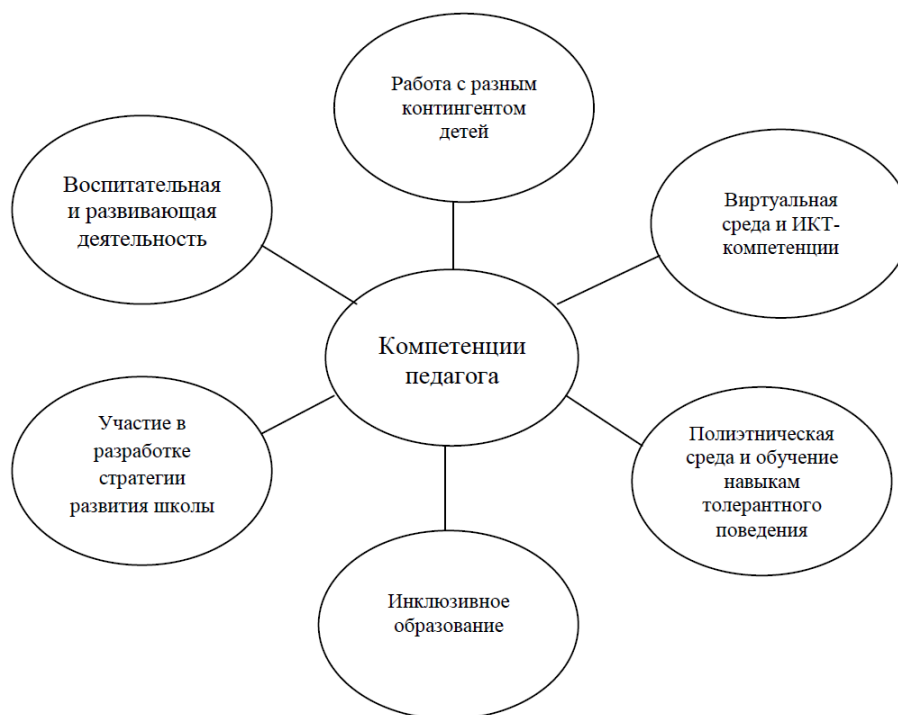 Работа с разным
контингентом
детей
Воспитательная
и развивающая
деятельность
Виртуальная
среда и ИКТ-
компетенции
Компетенции
педагога
Участие в
разработке
стратегии
развития школы
Полиэтническая
среда и обучение
навыкам
толерантного
поведения
Инклюзивное
образование